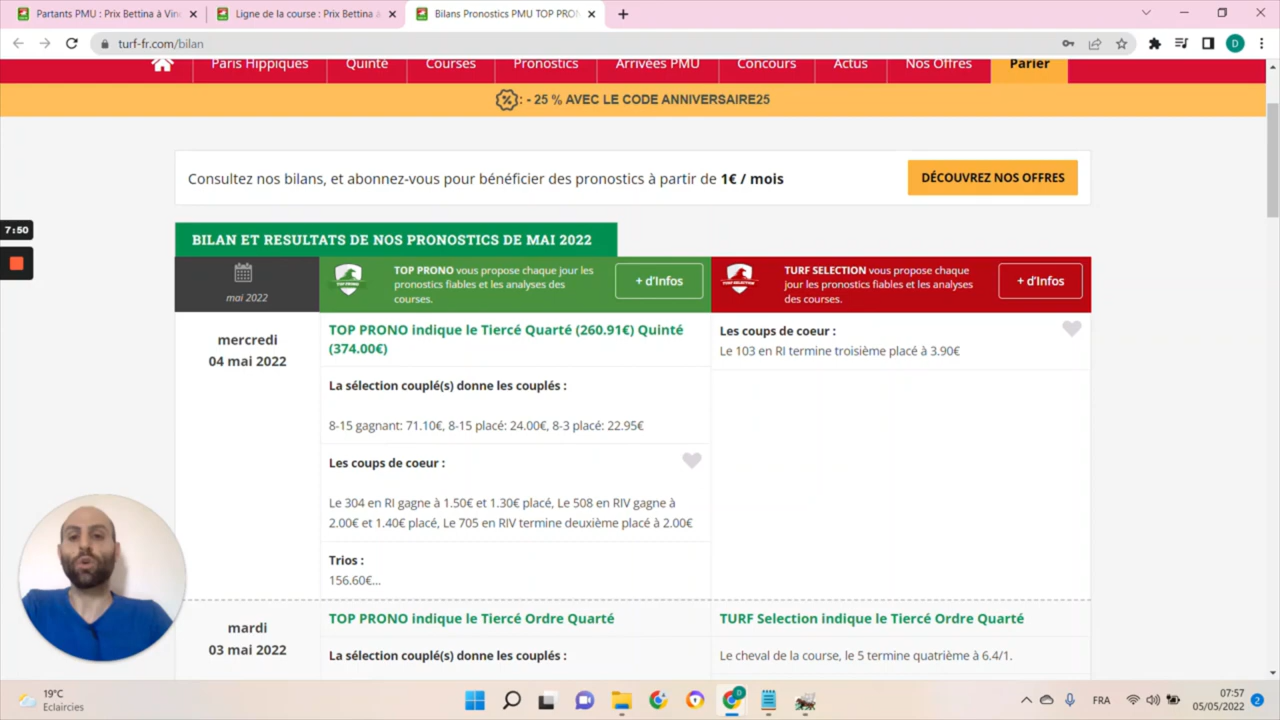 Partants PMU : Prix Bettina à Vinc
Ligne de la course : Prix Bettina à
Bilans Pronostics PMU TOP PRON
turf-fr.com/bilan
D
Paris Hippiques
Quinté
Courses
Pronostics
Arrivées PMU
Concours
Actus
Nos Offres
Parier
: - 25 % AVEC LE CODE ANNIVERSAIRE25
Consultez nos bilans, et abonnez-vous pour bénéficier des pronostics à partir de 1€ / mois
DÉCOUVREZ NOS OFFRES
7:50
BILAN ET RESULTATS DE NOS PRONOSTICS DE MAI 2022
mai 2022
TOP PRONO
TOP PRONO vous propose chaque jour les
pronostics fiables et les analyses des
courses.
+ d'Infos
TURF SELECTION
TURF SELECTION vous propose chaque
jour les pronostics fiables et les analyses
des courses.
+ d'Infos
mercredi
04 mai 2022
TOP PRONO indique le Tiercé Quarté (260.91€) Quinté
(374.00€)
La sélection couplé(s) donne les couplés :
8-15 gagnant: 71.10€, 8-15 placé: 24.00€, 8-3 placé: 22.95€
Les coups de coeur :
Le 304 en RI gagne à 1.50€ et 1.30€ placé, Le 508 en RIV gagne à
2.00€ et 1.40€ placé, Le 705 en RIV termine deuxième placé à 2.00€
Trios :
156.60€...
Les coups de coeur :
Le 103 en RI termine troisième placé à 3.90€
mardi
03 mai 2022
TOP PRONO indique le Tiercé Ordre Quarté
La sélection couplé(s) donne les couplés :
TURF Selection indique le Tiercé Ordre Quarté
Le cheval de la course, le 5 termine quatrième à 6.4/1.
19°C
Eclaircies
D
FRA
07:57
05/05/2022
2